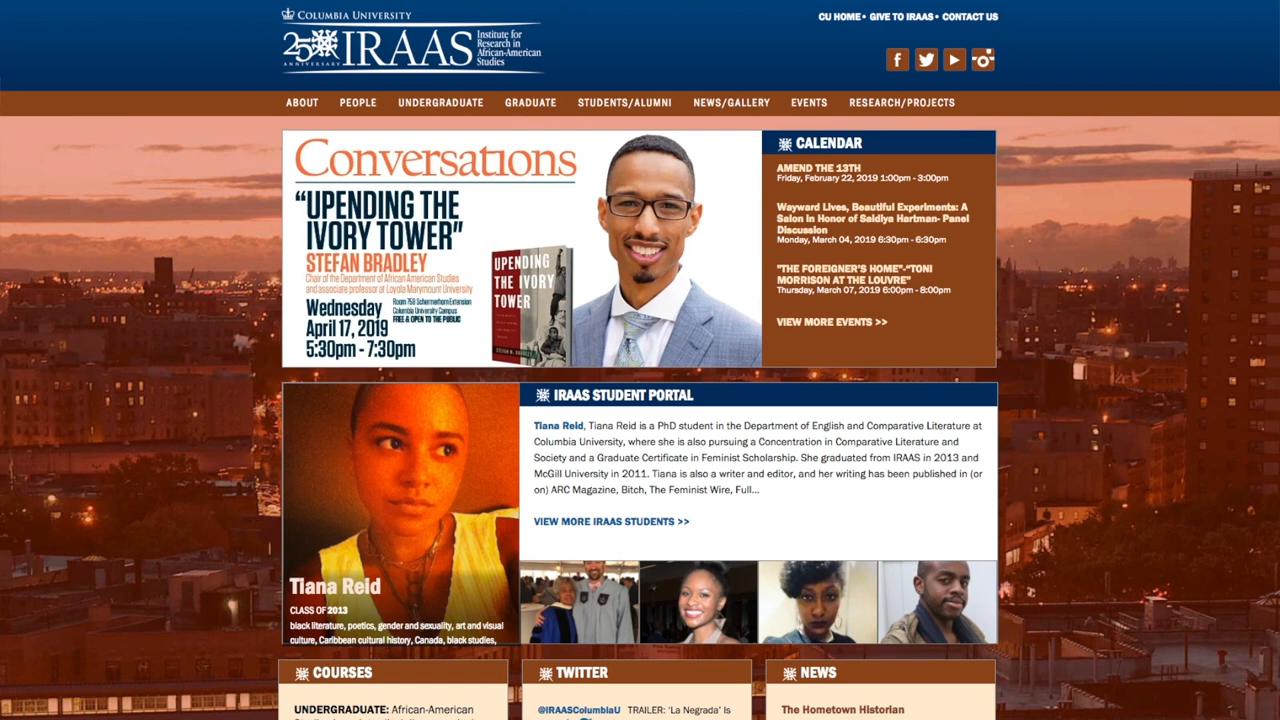 COLUMBIA UNIVERSITY
25 IRAAS Institute for
Research in
African-American
Studies
ANNIVERSARY
CU HOME• GIVE TO IRAAS• CONTACT US
ABOUT PEOPLE UNDERGRADUATE GRADUATE STUDENTS/ALUMNI NEWS/GALLERY EVENTS RESEARCH/PROJECTS
Conversations
“UPENDING THE
IVORY TOWER”
STEFAN BRADLEY
Chair of the Department of African American Studies
and associate professor at Loyola Marymount University
Wednesday
April 17, 2019
5:30pm - 7:30pm
Room 758 Schermerhorn Extension
Columbia University Campus
FREE & OPEN TO THE PUBLIC
UPENDING
THE IVORY
TOWER
STEFAN M. BRADLEY
CALENDAR
AMEND THE 13TH
Friday, February 22, 2019 1:00pm - 3:00pm
Wayward Lives, Beautiful Experiments: A
Salon in Honor of Saidiya Hartman- Panel
Discussion
Monday, March 04, 2019 6:30pm - 6:30pm
"THE FOREIGNER'S HOME"-“TONI
MORRISON AT THE LOUVRE”
Thursday, March 07, 2019 6:00pm - 8:00pm
VIEW MORE EVENTS >>
Tiana Reid
CLASS OF 2013
black literature, poetics, gender and sexuality, art and visual
culture, Caribbean cultural history, Canada, black studies,
IRAAS STUDENT PORTAL
Tiana Reid, Tiana Reid is a PhD student in the Department of English and Comparative Literature at
Columbia University, where she is also pursuing a Concentration in Comparative Literature and
Society and a Graduate Certificate in Feminist Scholarship. She graduated from IRAAS in 2013 and
McGill University in 2011. Tiana is also a writer and editor, and her writing has been published in (or
on) ARC Magazine, Bitch, The Feminist Wire, Full...
VIEW MORE IRAAS STUDENTS >>
COURSES
UNDERGRADUATE: African-American
TWITTER
@IRAASColumbiaU TRAILER: ‘La Negrada’ Is
NEWS
The Hometown Historian